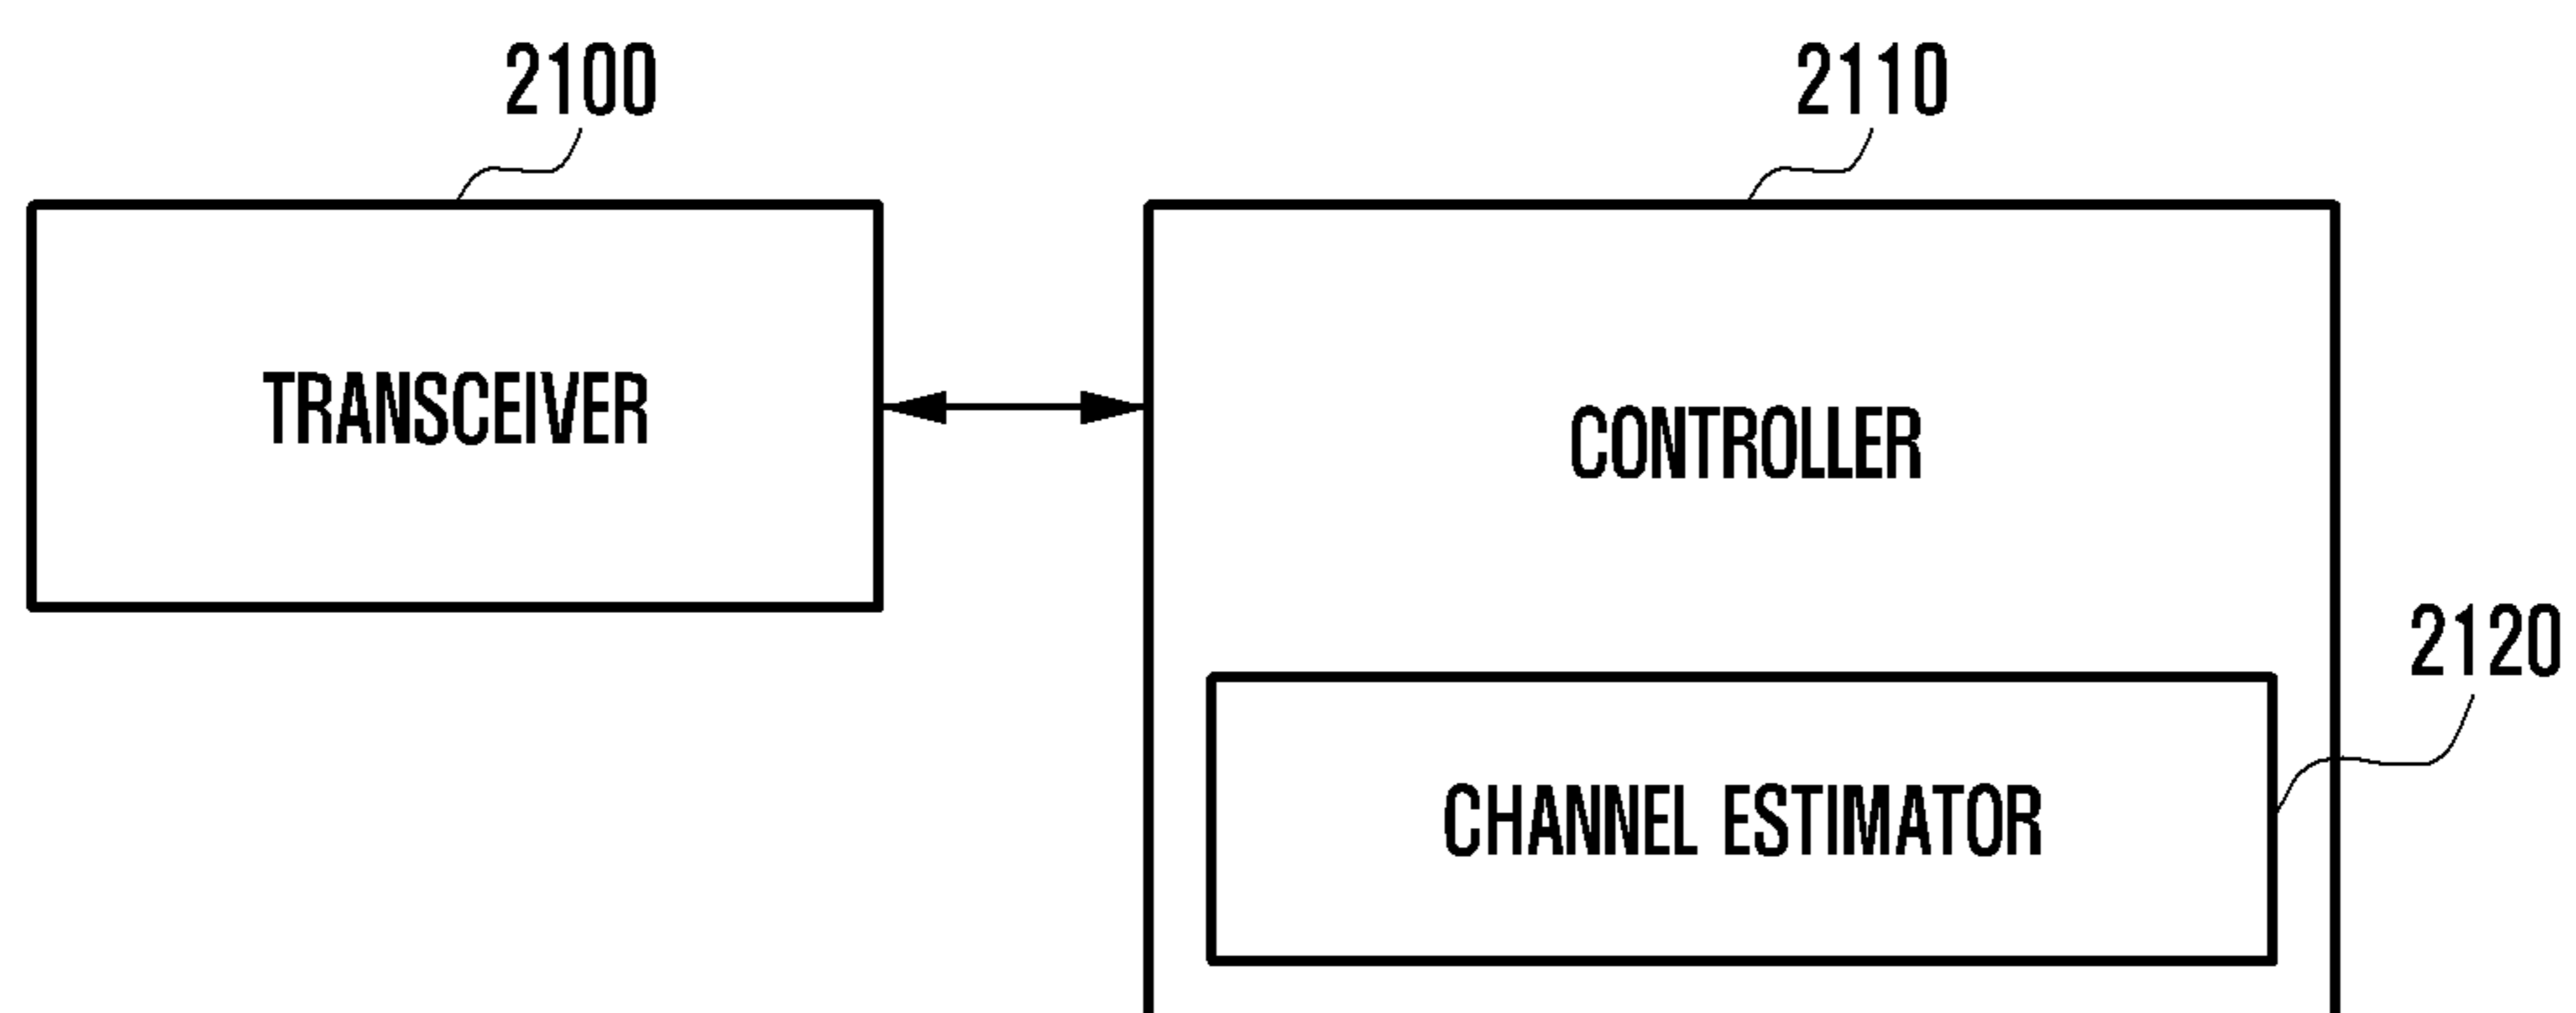 2100
2110
TRANSCEIVER
CONTROLLER
2120
CHANNEL ESTIMATOR